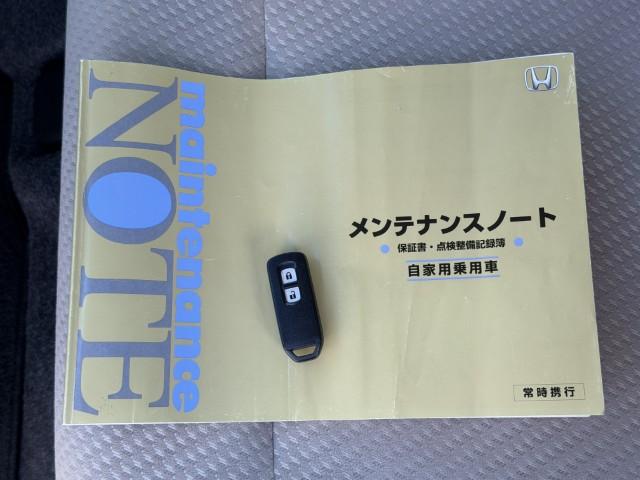 maintenance
NOTE
メンテナンスノート
保証書・点検整備記録簿
自家用乗用車
常時携行